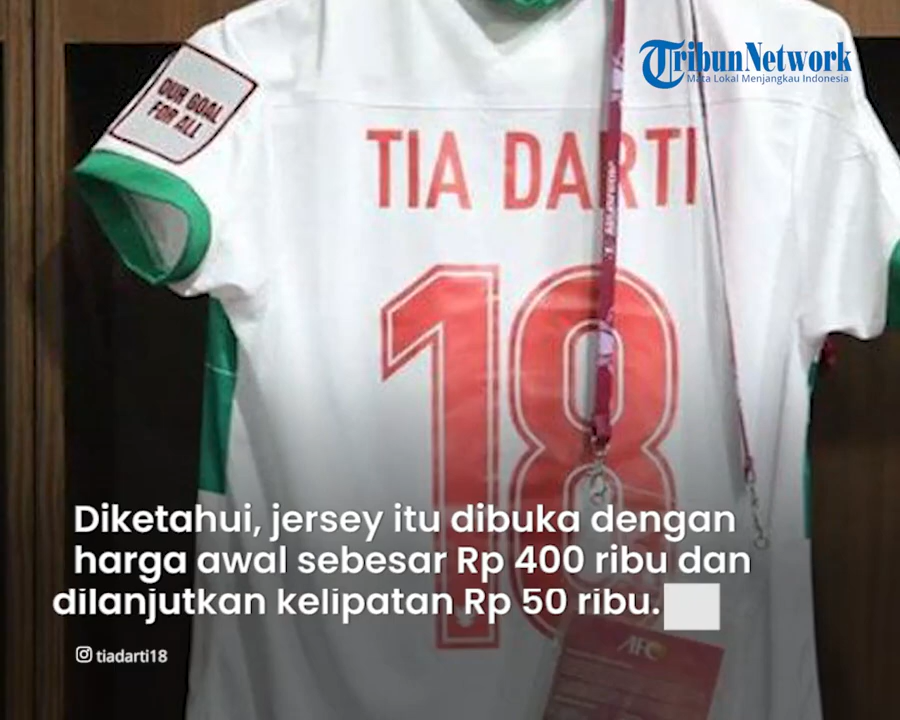 TribunNetwork
Mata Lokal Menjangkau Indonesia
OUR GOAL
FOR ALL
TIA DARTI
18
Diketahui, jersey itu dibuka dengan
harga awal sebesar Rp 400 ribu dan
dilanjutkan kelipatan Rp 50 ribu.
tiadarti18
AFC